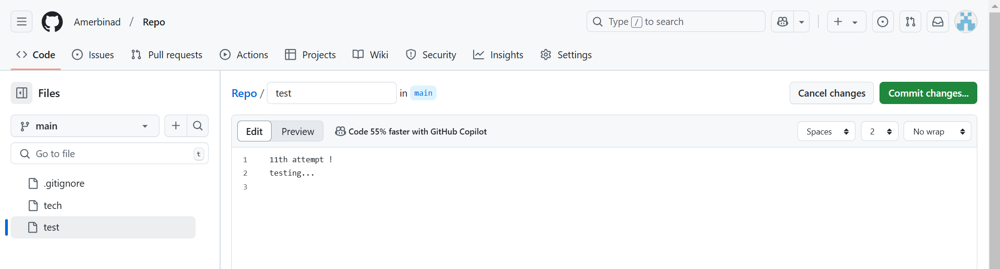 Amerbinad / Repo
Type / to search
Code
Issues
Pull requests
Actions
Projects
Wiki
Security
Insights
Settings
Files
main
Go to file
t
.gitignore
tech
test
Repo / test in main
Cancel changes
Commit changes...
Edit
Preview
Code 55% faster with GitHub Copilot
Spaces
2
No wrap
1 11th attempt !
2 testing...
3